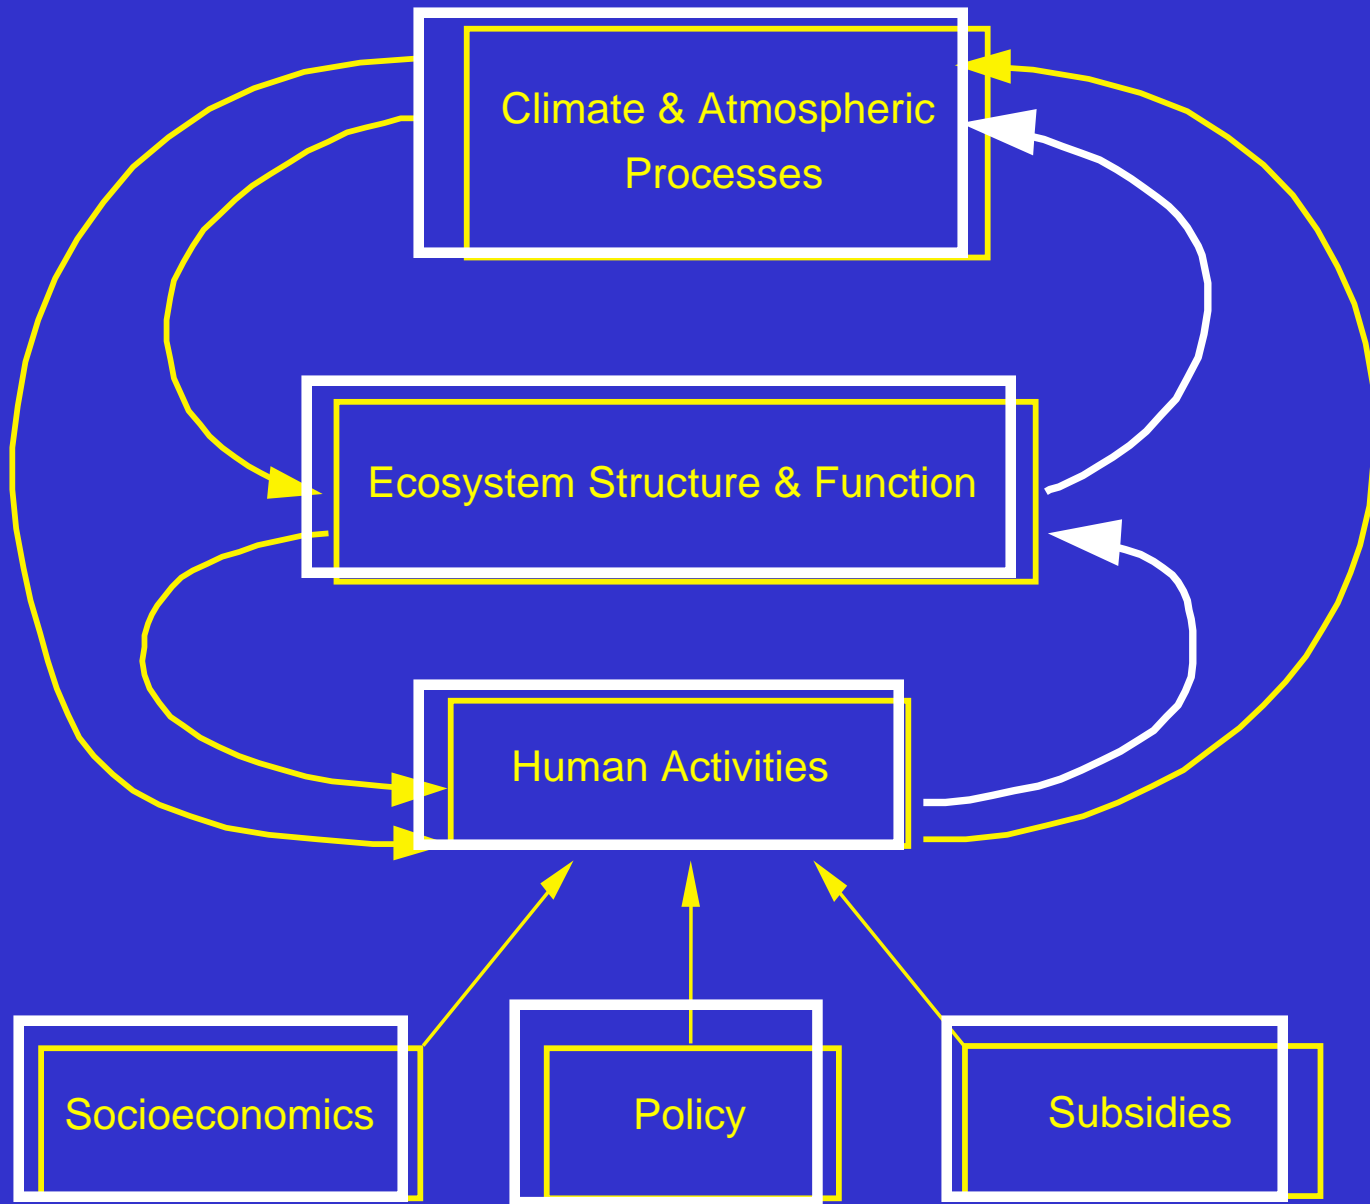 Climate & Atmospheric
Processes
Ecosystem Structure & Function
Human Activities
Socioeconomics
Policy
Subsidies